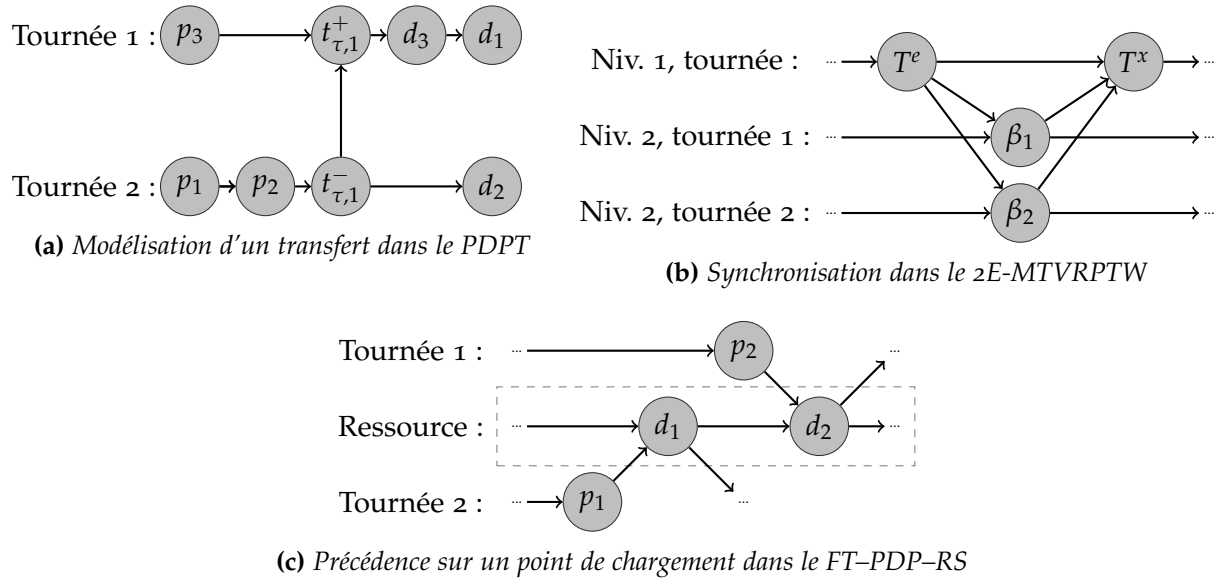 Tournée 1 : p₃ t⁺τ,1 d₃ d₁
Tournée 2 : p₁ p₂ t⁻τ,1 d₂
(a) Modélisation d'un transfert dans le PDPT
Niv. 1, tournée : ... Tᵉ Tˣ ...
Niv. 2, tournée 1 : ... β₁ ...
Niv. 2, tournée 2 : ... β₂ ...
(b) Synchronisation dans le 2E-MTVRPTW
Tournée 1 : ... p₂ ...
Ressource : ... d₁ d₂ ...
Tournée 2 : ... p₁ ...
(c) Précédence sur un point de chargement dans le FT–PDP–RS